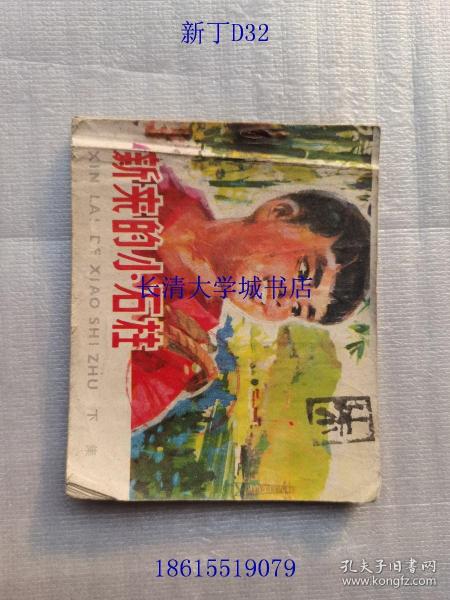 新丁D32
新来的小石柱
XIN LAI DE XIAO SHI ZHU 下集
长清大学城书店
18615519079
孔夫子旧书网
www.kongfz.com